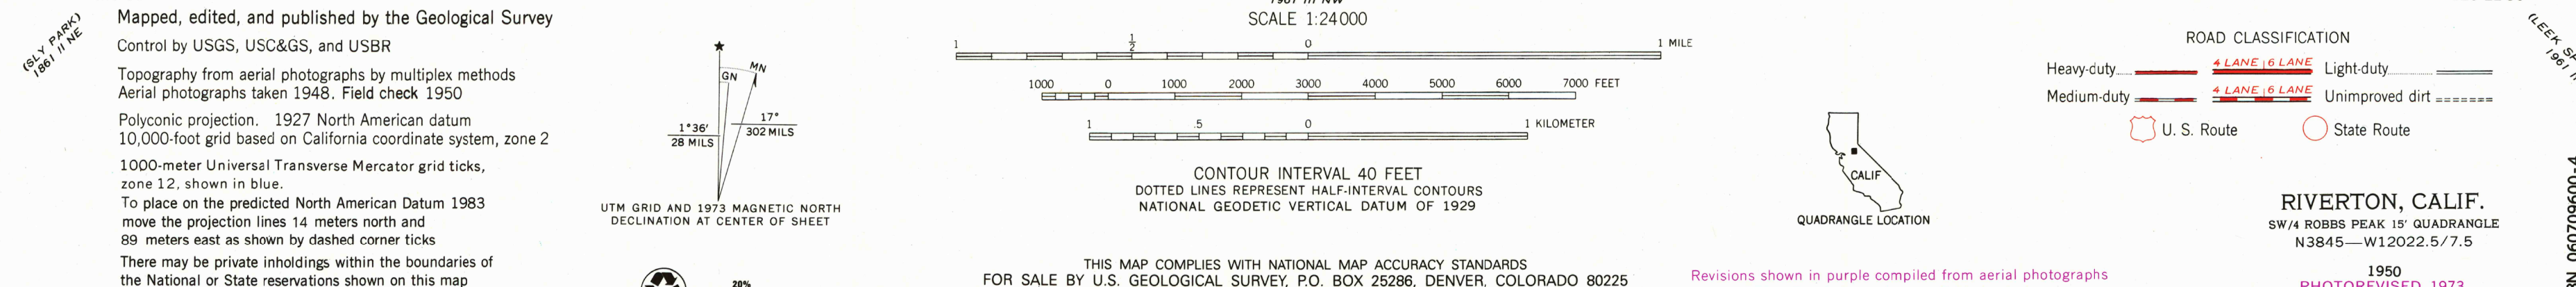 (SLY PARK)
1861 II NE
Mapped, edited, and published by the Geological Survey
Control by USGS, USC&GS, and USBR
Topography from aerial photographs by multiplex methods
Aerial photographs taken 1948. Field check 1950
Polyconic projection. 1927 North American datum
10,000-foot grid based on California coordinate system, zone 2
1000-meter Universal Transverse Mercator grid ticks,
zone 12, shown in blue.
To place on the predicted North American Datum 1983
move the projection lines 14 meters north and
89 meters east as shown by dashed corner ticks
There may be private inholdings within the boundaries of
the National or State reservations shown on this map
GN
MN
1°36′
28 MILS
17°
302 MILS
UTM GRID AND 1973 MAGNETIC NORTH
DECLINATION AT CENTER OF SHEET
20%
SCALE 1:24000
1 ½ 0 1 MILE
1000 0 1000 2000 3000 4000 5000 6000 7000 FEET
1 .5 0 1 KILOMETER
CONTOUR INTERVAL 40 FEET
DOTTED LINES REPRESENT HALF-INTERVAL CONTOURS
NATIONAL GEODETIC VERTICAL DATUM OF 1929
THIS MAP COMPLIES WITH NATIONAL MAP ACCURACY STANDARDS
FOR SALE BY U.S. GEOLOGICAL SURVEY, P.O. BOX 25286, DENVER, COLORADO 80225
CALIF
QUADRANGLE LOCATION
Revisions shown in purple compiled from aerial photographs
ROAD CLASSIFICATION
Heavy-duty 4 LANE 6 LANE Light-duty
Medium-duty 4 LANE 6 LANE Unimproved dirt
U. S. Route State Route
RIVERTON, CALIF.
SW/4 ROBBS PEAK 15′ QUADRANGLE
N3845—W12022.5/7.5
1950
PHOTOREVISED 1973
(LEEK
1961